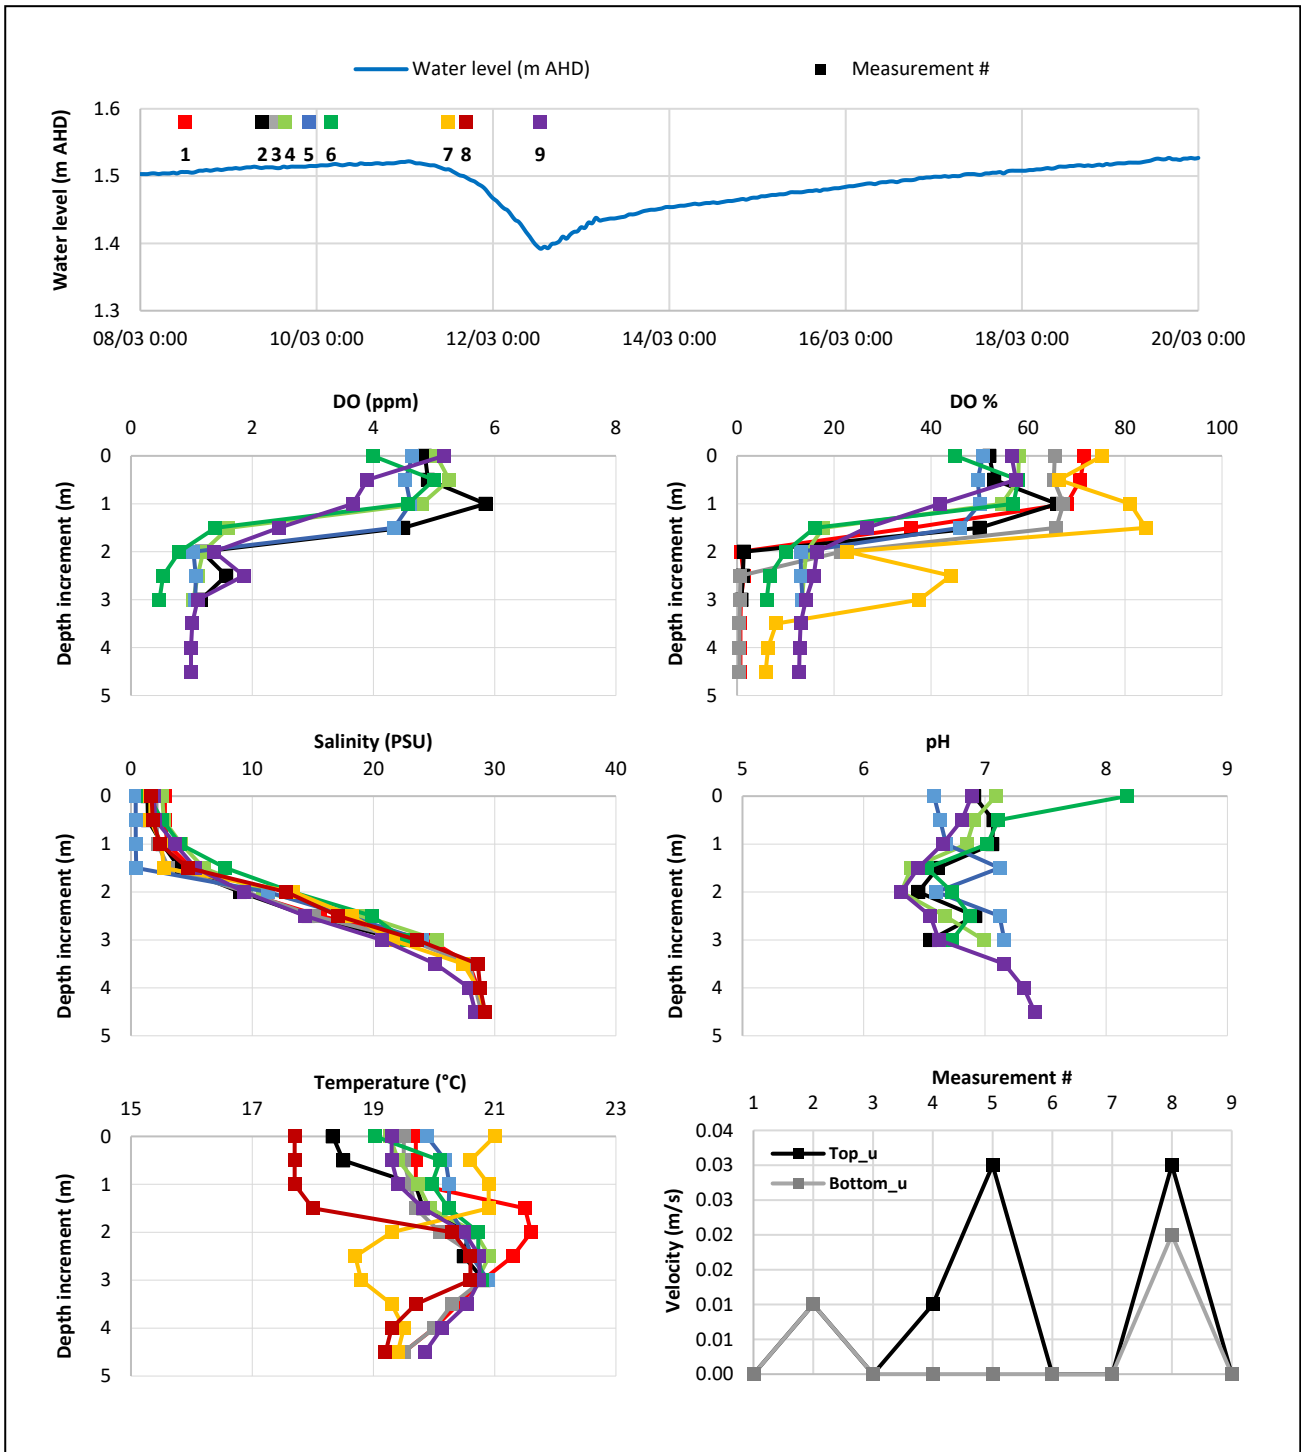 Water level (m AHD) Measurement #
Water level (m AHD)
1.6
1.5
1.4
1.3
1 2 3 4 5 6 7 8 9
08/03 0:00 10/03 0:00 12/03 0:00 14/03 0:00 16/03 0:00 18/03 0:00 20/03 0:00
DO (ppm)
0 2 4 6 8
Depth increment (m)
0
1
2
3
4
5
DO %
0 20 40 60 80 100
Depth increment (m)
0
1
2
3
4
5
Salinity (PSU)
0 10 20 30 40
Depth increment (m)
0
1
2
3
4
5
pH
5 6 7 8 9
Depth increment (m)
0
1
2
3
4
5
Temperature (°C)
15 17 19 21 23
Depth increment (m)
0
1
2
3
4
5
Measurement #
1 2 3 4 5 6 7 8 9
Velocity (m/s)
0.04
0.03
0.03
0.02
0.02
0.01
0.01
0.00
Top_u
Bottom_u